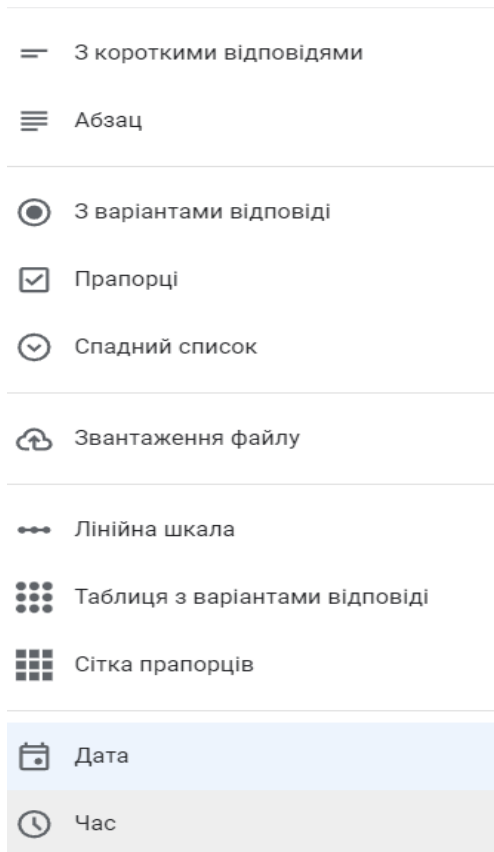 З короткими відповідями
Абзац
З варіантами відповіді
Прапорці
Спадний список
Звантаження файлу
Лінійна шкала
Таблиця з варіантами відповіді
Сітка прапорців
Дата
Час